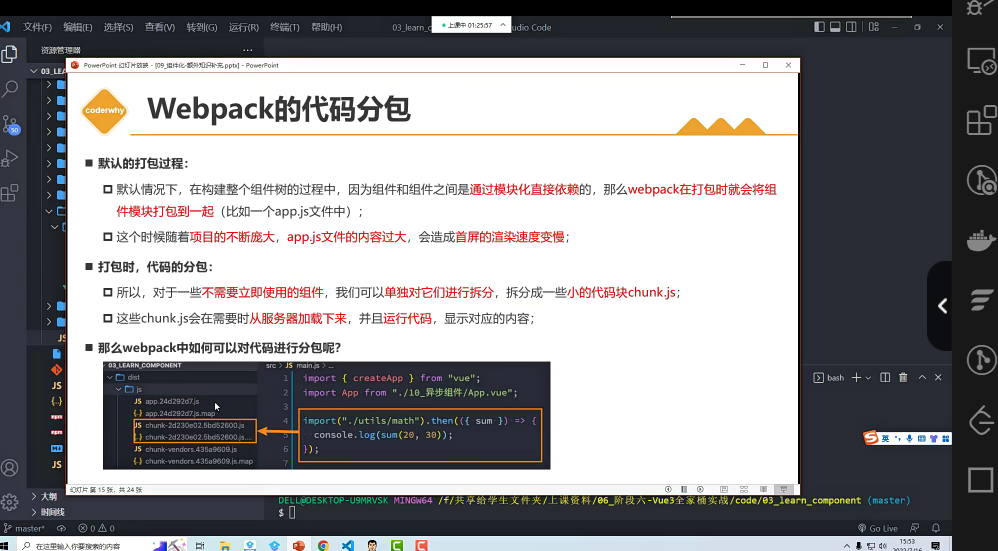 文件(F) 编辑(E) 选择(S) 查看(V) 转到(G) 运行(R) 终端(T) 帮助(H)
上课中 01:25:57
03_learn_c
udio Code
资源管理器
03_LEA
PowerPoint 幻灯片放映 - [09_组件化-额外知识补充.pptx] - PowerPoint
coderwhy
Webpack的代码分包
默认的打包过程：
默认情况下，在构建整个组件树的过程中，因为组件和组件之间是通过模块化直接依赖的，那么webpack在打包时就会将组
件模块打包到一起（比如一个app.js文件中）；
这个时候随着项目的不断庞大，app.js文件的内容过大，会造成首屏的渲染速度变慢；
打包时，代码的分包：
所以，对于一些不需要立即使用的组件，我们可以单独对它们进行拆分，拆分成一些小的代码块chunk.js；
这些chunk.js会在需要时从服务器加载下来，并且运行代码，显示对应的内容；
那么webpack中如何可以对代码进行分包呢？
03_LEARN_COMPONENT
dist
js
JS app.24d292d7.js
{.} app.24d292d7.js.map
JS chunk-2d230e02.5bd52600.js
{.} chunk-2d230e02.5bd52600.js...
JS chunk-vendors.435a9609.js
{.} chunk-vendors.435a9609.js.map
src > JS main.js > ...
1 import { createApp } from "vue";
2 import App from "./10_异步组件/App.vue";
3
4 import("./utils/math").then(({ sum }) => {
5 console.log(sum(20, 30));
6 });
7
幻灯片 第 15 张，共 24 张
bash
英
50
JS
JS
JS
JS
大纲
时间线
DELL@DESKTOP-U9MRVSK MINGW64 /f/共享给学生文件夹/上课资料/06_阶段六-Vue3全家桶实战/code/03_learn_component (master)
$
master*
0 0
Go Live
在这里输入你要搜索的内容
15:53